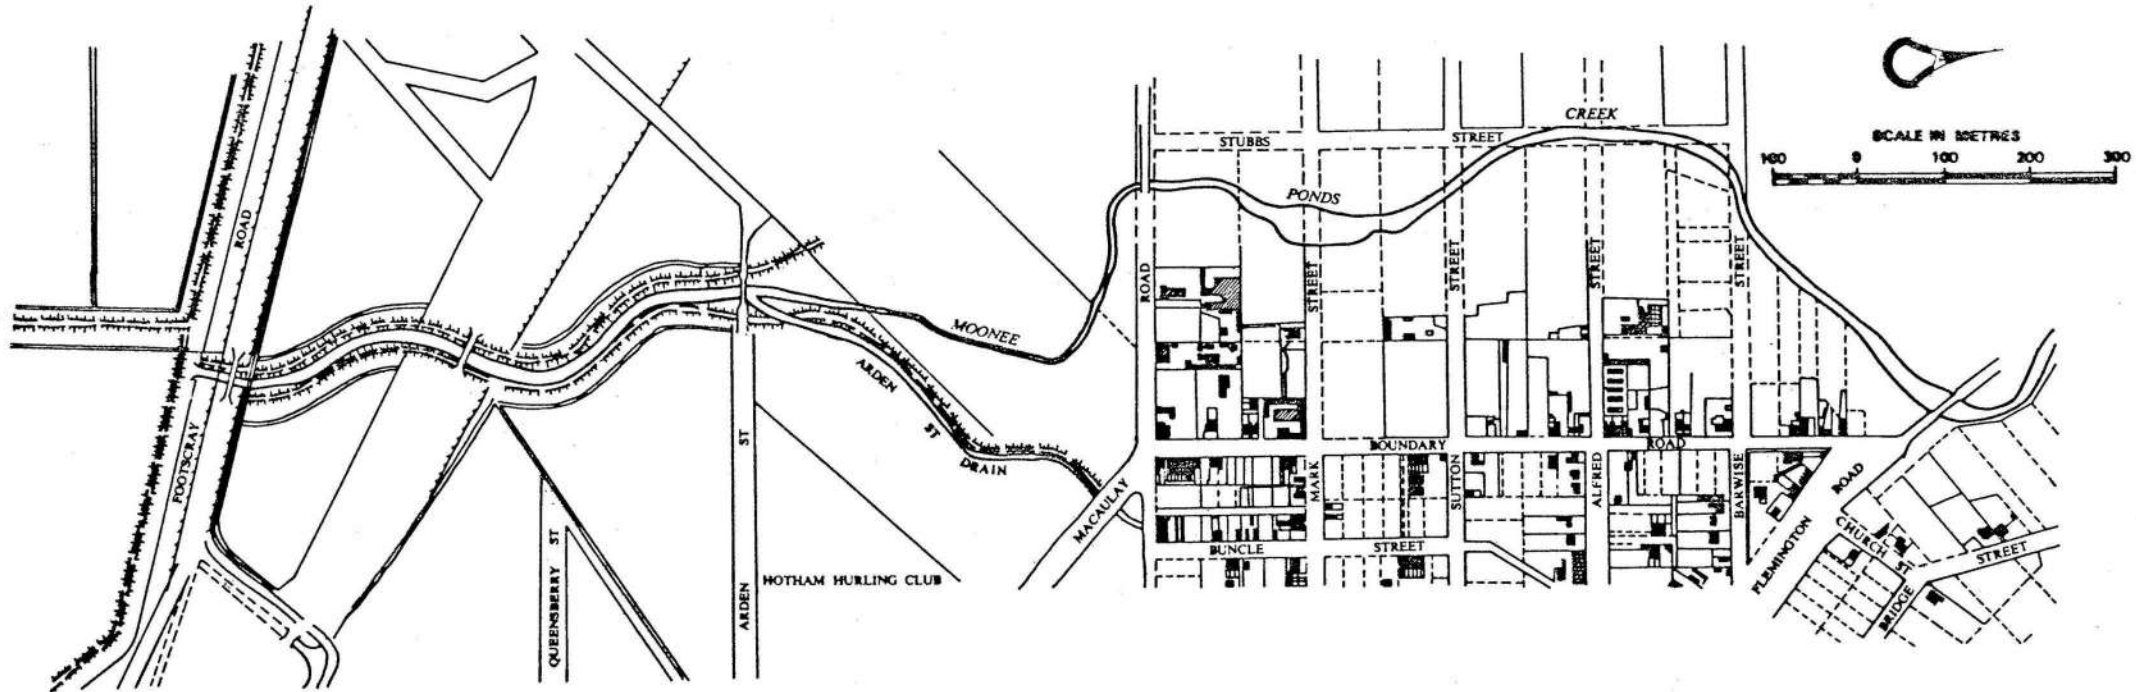 CREEK
SCALE IN METRES
100 0 100 200 300
STUBBS STREET
PONDS
ROAD
ROAD
STREET
STREET
STREET
STREET
MOONEE
ARDEN
ST
DRAIN
BOUNDARY ROAD
FOOTSCRAY
ST
MARK
SUTTON
ALFRED
BARWISE
ROAD
MACAULAY
BUNCLE STREET
FLEMINGTON
CHURCH ST
STREET
BRIDGE
HOTHAM HURLING CLUB
QUEENSBERRY ST
ARDEN